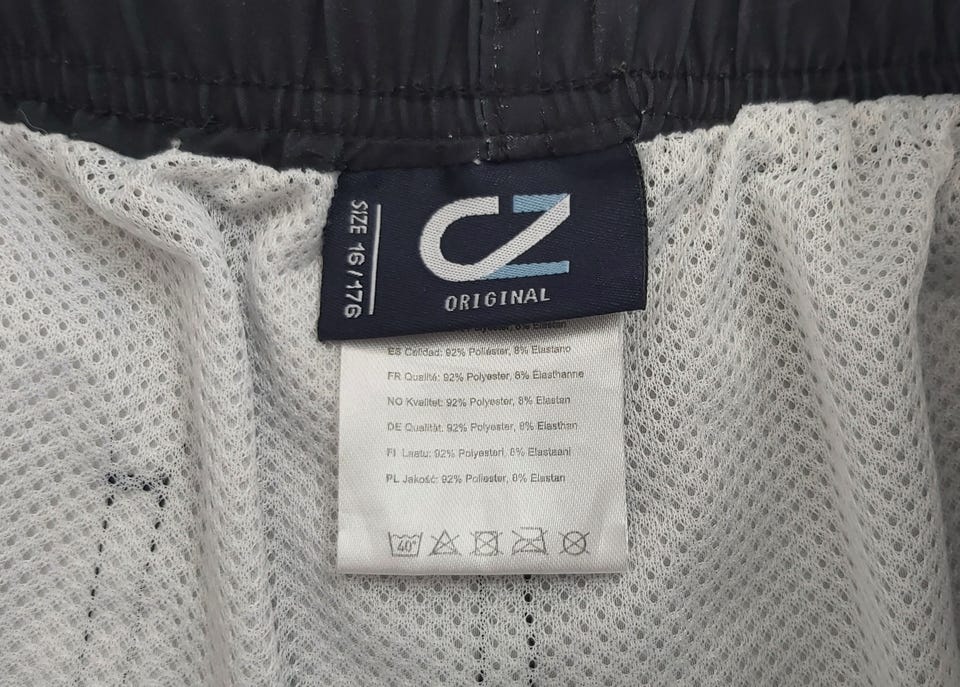 SIZE 16/176
CZ
ORIGINAL
ES Calidad: 92% Poliéster, 8% Elastano
FR Qualité: 92% Polyester, 8% Élasthanne
NO Kvalitet: 92% Polyester, 8% Elastan
DE Qualität: 92% Polyester, 8% Elasthan
FI Laatu: 92% Polyesteri, 8% Elastaani
PL Jakość: 92% Poliester, 8% Elastan
40°